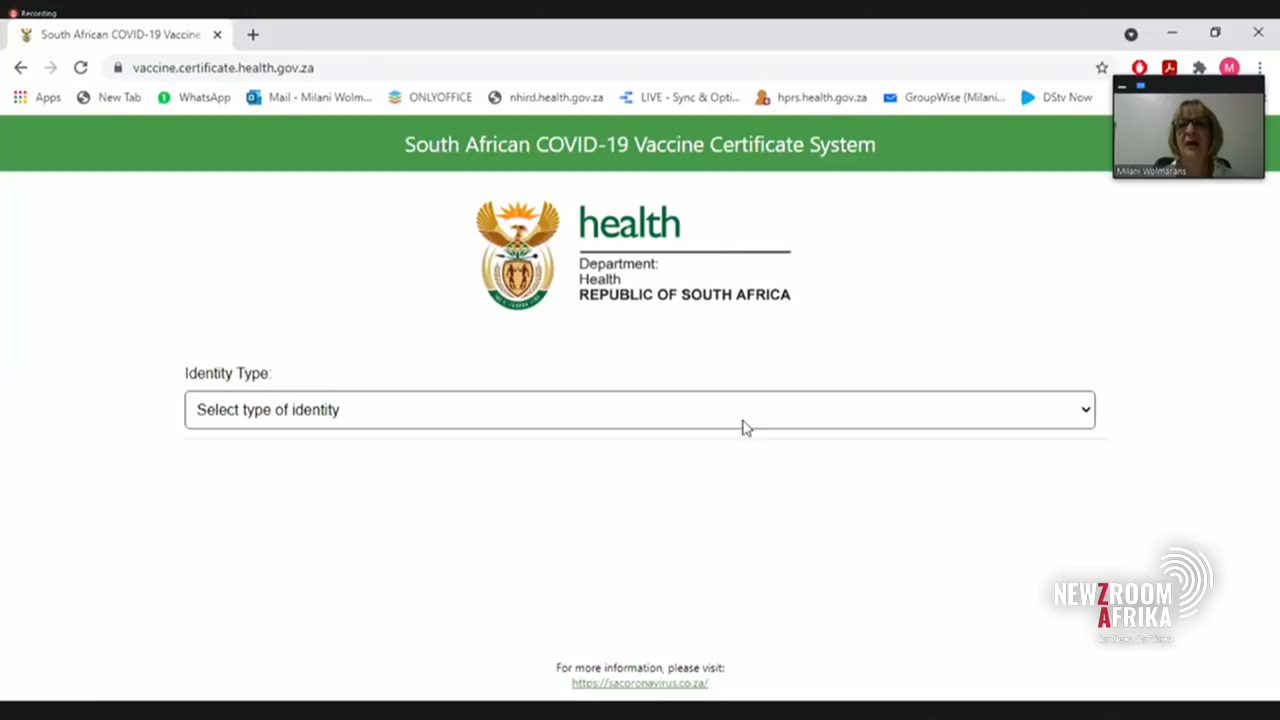 Recording
South African COVID-19 Vaccine
vaccine.certificate.health.gov.za
M
Apps
New Tab
WhatsApp
Mail - Milani Wolm...
ONLYOFFICE
nhird.health.gov.za
LIVE - Sync & Opti...
hprs.health.gov.za
GroupWise (Milani...
DStv Now
South African COVID-19 Vaccine Certificate System
Milani Wolmarans
health
Department:
Health
REPUBLIC OF SOUTH AFRICA
Identity Type:
Select type of identity
NEWZROOM
AFRIKA
For more information, please visit:
https://sacoronavirus.co.za/